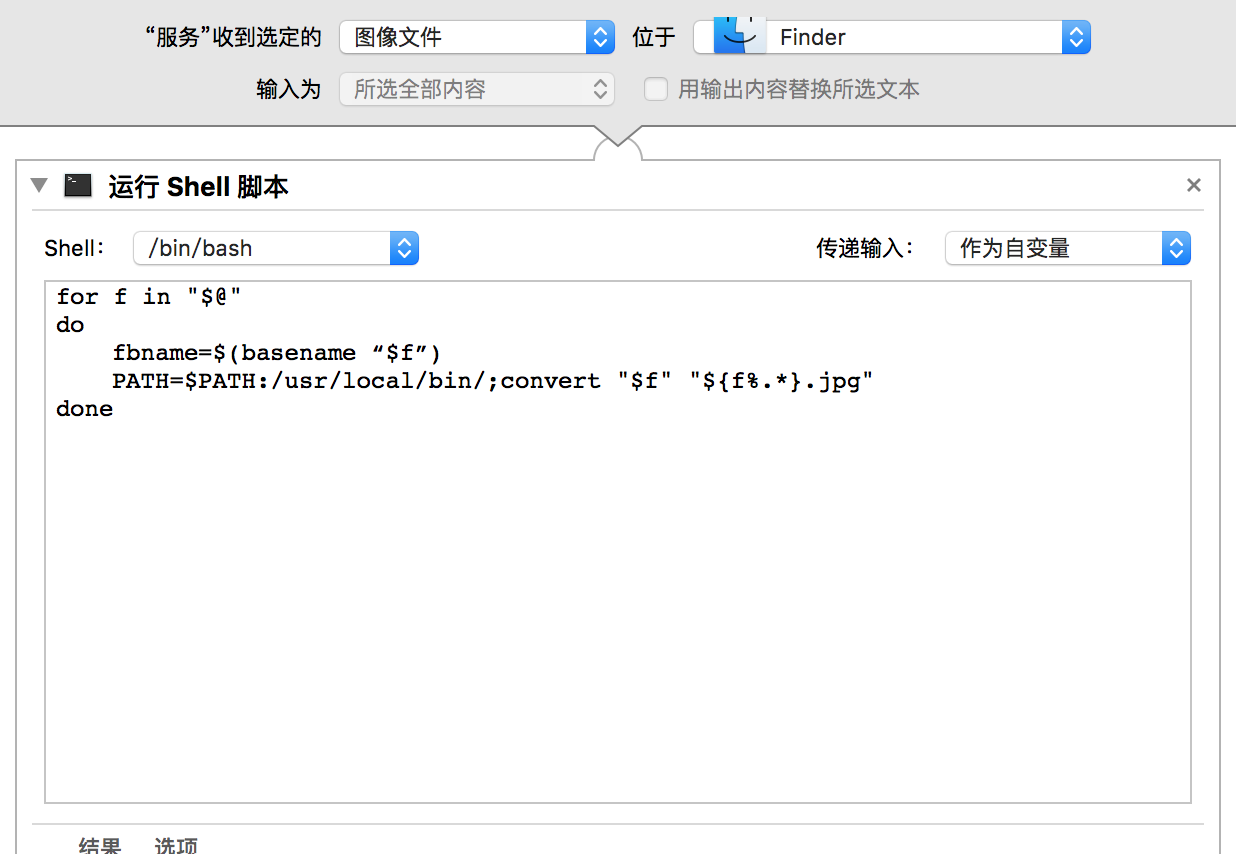 “服务”收到选定的 图像文件 位于 Finder
输入为 所选全部内容 用输出内容替换所选文本
运行 Shell 脚本
Shell： /bin/bash 传递输入： 作为自变量
for f in "$@"
do
fbname=$(basename “$f”)
PATH=$PATH:/usr/local/bin/;convert "$f" "${f%.*}.jpg"
done
结果 选项